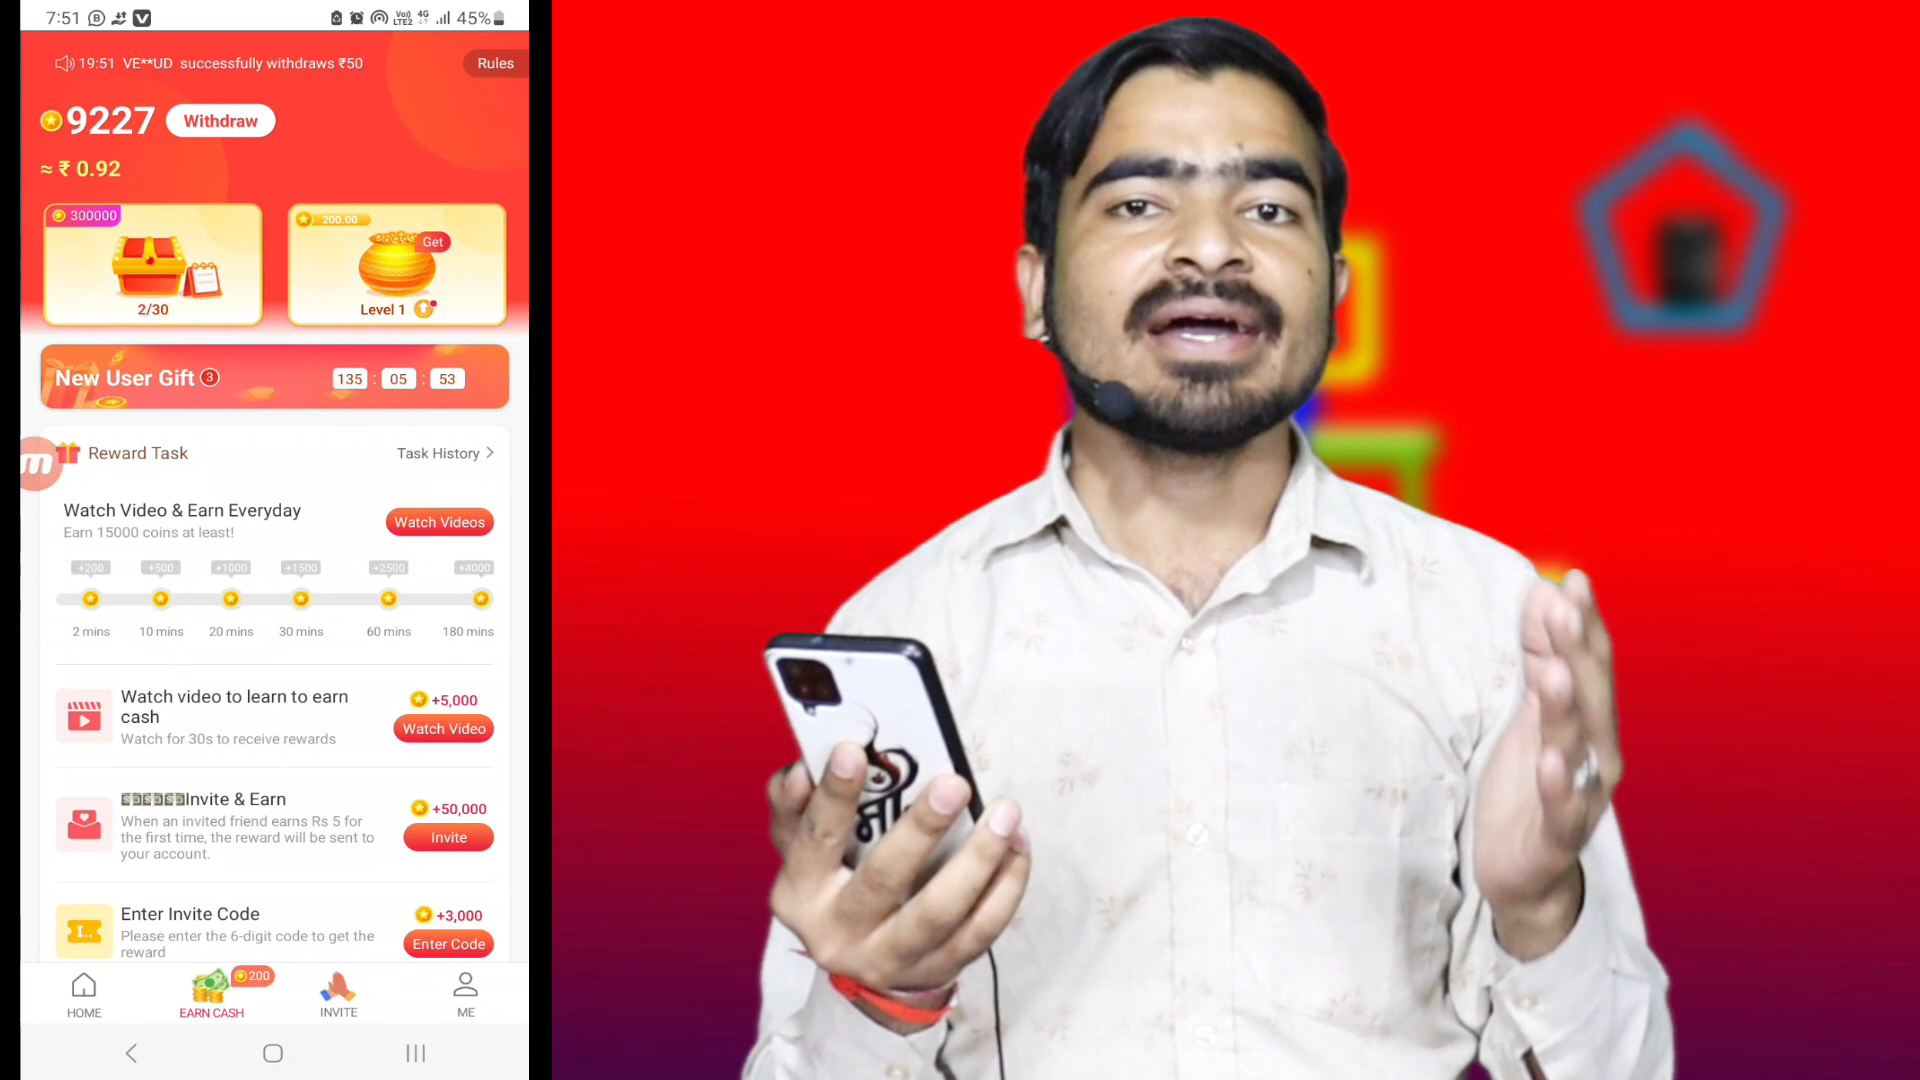 7:51
Vo) 4G
LTE2
45%
19:51 VE**UD successfully withdraws ₹50
Rules
9227
Withdraw
≈ ₹ 0.92
300000
200.00
Get
2/30
Level 1
New User Gift 3
135 : 05 : 53
Reward Task
Task History >
Watch Video & Earn Everyday
Earn 15000 coins at least!
Watch Videos
+200 +500 +1000 +1500 +2500 +4000
2 mins 10 mins 20 mins 30 mins 60 mins 180 mins
Watch video to learn to earn
cash
Watch for 30s to receive rewards
+5,000
Watch Video
Invite & Earn
When an invited friend earns Rs 5 for
the first time, the reward will be sent to
your account.
+50,000
Invite
Enter Invite Code
Please enter the 6-digit code to get the
reward
+3,000
Enter Code
I..
200
HOME
EARN CASH
INVITE
ME
माँ